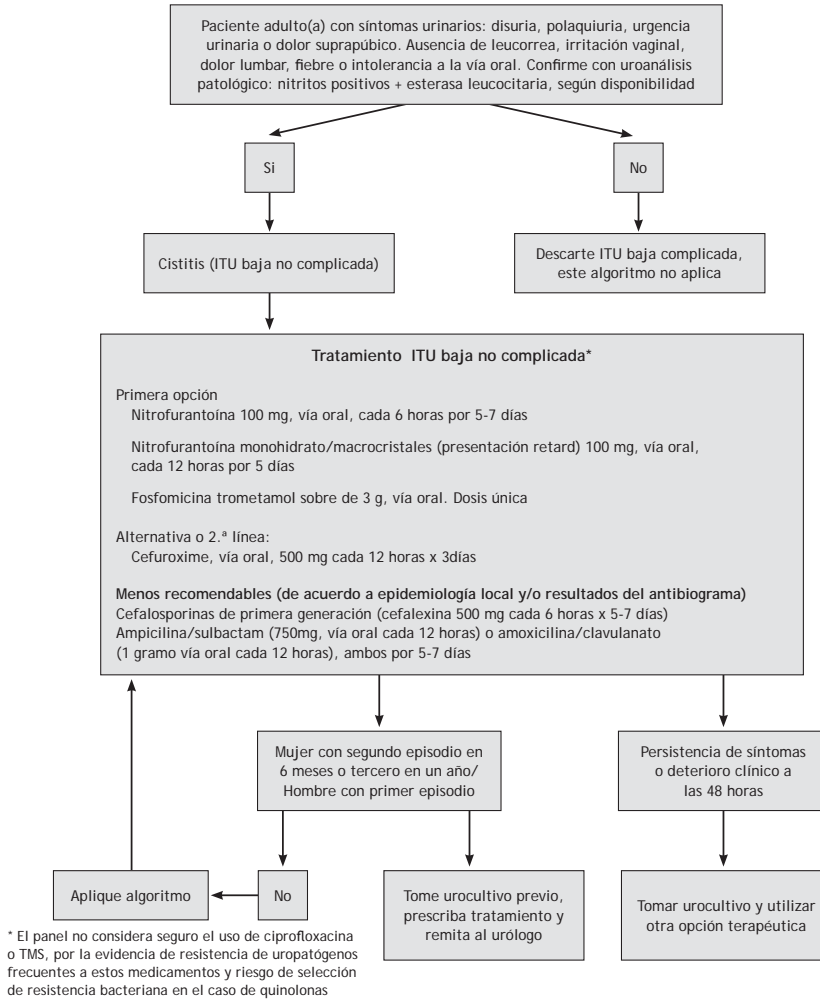 Paciente adulto(a) con síntomas urinarios: disuria, polaquiuria, urgencia
urinaria o dolor suprapúbico. Ausencia de leucorrea, irritación vaginal,
dolor lumbar, fiebre o intolerancia a la vía oral. Confirme con uroanálisis
patológico: nitritos positivos + esterasa leucocitaria, según disponibilidad
Si
No
Cistitis (ITU baja no complicada)
Descarte ITU baja complicada,
este algoritmo no aplica
Tratamiento ITU baja no complicada*
Primera opción
Nitrofurantoína 100 mg, vía oral, cada 6 horas por 5-7 días
Nitrofurantoína monohidrato/macrocristales (presentación retard) 100 mg, vía oral,
cada 12 horas por 5 días
Fosfomicina trometamol sobre de 3 g, vía oral. Dosis única
Alternativa o 2.ª línea:
Cefuroxime, vía oral, 500 mg cada 12 horas x 3días
Menos recomendables (de acuerdo a epidemiología local y/o resultados del antibiograma)
Cefalosporinas de primera generación (cefalexina 500 mg cada 6 horas x 5-7 días)
Ampicilina/sulbactam (750mg, vía oral cada 12 horas) o amoxicilina/clavulanato
(1 gramo vía oral cada 12 horas), ambos por 5-7 días
Mujer con segundo episodio en
6 meses o tercero en un año/
Hombre con primer episodio
Persistencia de síntomas
o deterioro clínico a
las 48 horas
Aplique algoritmo
No
Tome urocultivo previo,
prescriba tratamiento y
remita al urólogo
Tomar urocultivo y utilizar
otra opción terapéutica
* El panel no considera seguro el uso de ciprofloxacina
o TMS, por la evidencia de resistencia de uropatógenos
frecuentes a estos medicamentos y riesgo de selección
de resistencia bacteriana en el caso de quinolonas